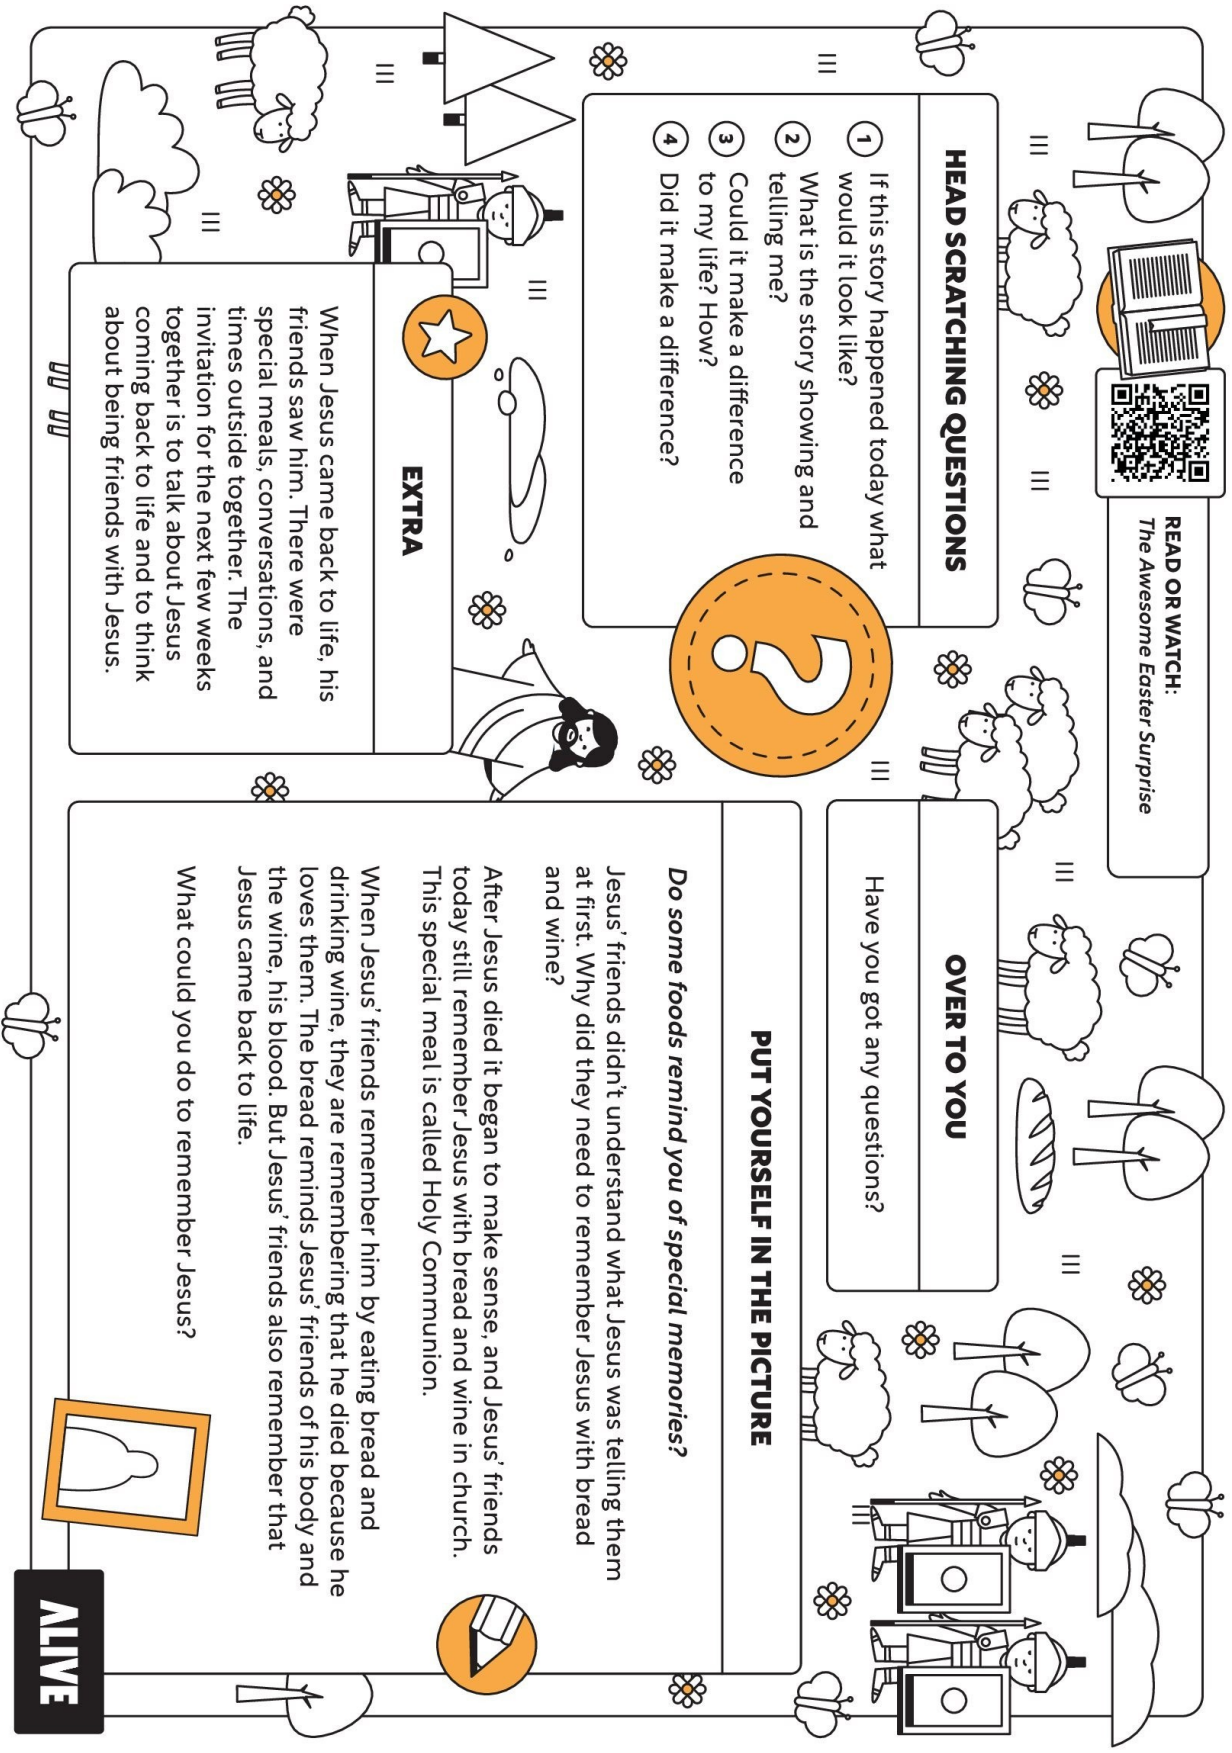 READ OR WATCH:
The Awesome Easter Surprise
HEAD SCRATCHING QUESTIONS
1 If this story happened today what
would it look like?
2 What is the story showing and
telling me?
3 Could it make a difference
to my life? How?
4 Did it make a difference?
?
EXTRA
When Jesus came back to life, his
friends saw him. There were
special meals, conversations, and
times outside together. The
invitation for the next few weeks
together is to talk about Jesus
coming back to life and to think
about being friends with Jesus.
OVER TO YOU
Have you got any questions?
PUT YOURSELF IN THE PICTURE
Do some foods remind you of special memories?
Jesus’ friends didn’t understand what Jesus was telling them
at first. Why did they need to remember Jesus with bread
and wine?
After Jesus died it began to make sense, and Jesus’ friends
today still remember Jesus with bread and wine in church.
This special meal is called Holy Communion.
When Jesus’ friends remember him by eating bread and
drinking wine, they are remembering that he died because he
loves them. The bread reminds Jesus’ friends of his body and
the wine, his blood. But Jesus’ friends also remember that
Jesus came back to life.
What could you do to remember Jesus?
ALIVE